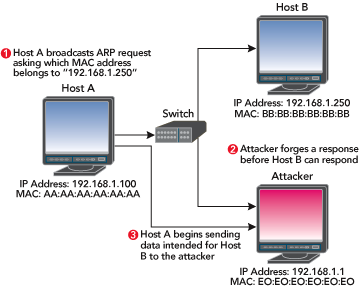 1 Host A broadcasts ARP request
asking which MAC address
belongs to "192.168.1.250"
Host A
IP Address: 192.168.1.100
MAC: AA:AA:AA:AA:AA:AA
Switch
Host B
IP Address: 192.168.1.250
MAC: BB:BB:BB:BB:BB:BB
2 Attacker forges a response
before Host B can respond
Attacker
3 Host A begins sending
data intended for Host
B to the attacker
IP Address: 192.168.1.1
MAC: EO:EO:EO:EO:EO:EO